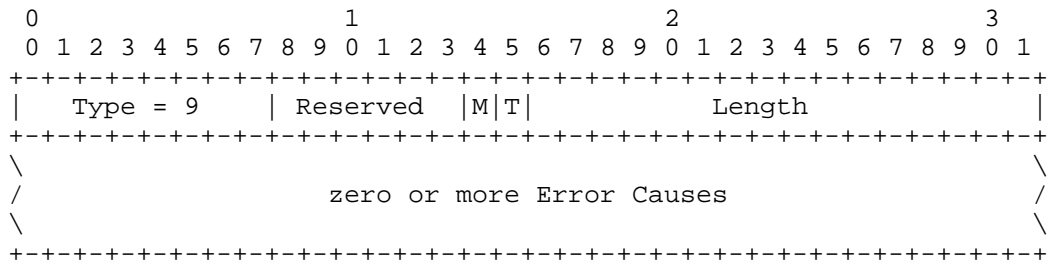 0                   1                   2                   3
 0 1 2 3 4 5 6 7 8 9 0 1 2 3 4 5 6 7 8 9 0 1 2 3 4 5 6 7 8 9 0 1
+-+-+-+-+-+-+-+-+-+-+-+-+-+-+-+-+-+-+-+-+-+-+-+-+-+-+-+-+-+-+-+-+
|   Type = 9    | Reserved  |M|T|           Length              |
+-+-+-+-+-+-+-+-+-+-+-+-+-+-+-+-+-+-+-+-+-+-+-+-+-+-+-+-+-+-+-+-+
\                                                               \
/                   zero or more Error Causes                   /
\                                                               \
+-+-+-+-+-+-+-+-+-+-+-+-+-+-+-+-+-+-+-+-+-+-+-+-+-+-+-+-+-+-+-+-+